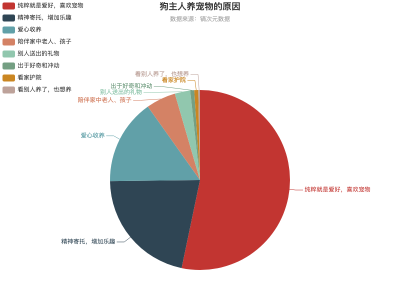 狗主人养宠物的原因
数据来源：镝次元数据
纯粹就是爱好，喜欢宠物
精神寄托，增加乐趣
爱心收养
陪伴家中老人、孩子
别人送出的礼物
出于好奇和冲动
看家护院
看别人养了，也想养
看别人养了，也想养
看家护院
出于好奇和冲动
别人送出的礼物
陪伴家中老人、孩子
爱心收养
纯粹就是爱好，喜欢宠物
精神寄托，增加乐趣